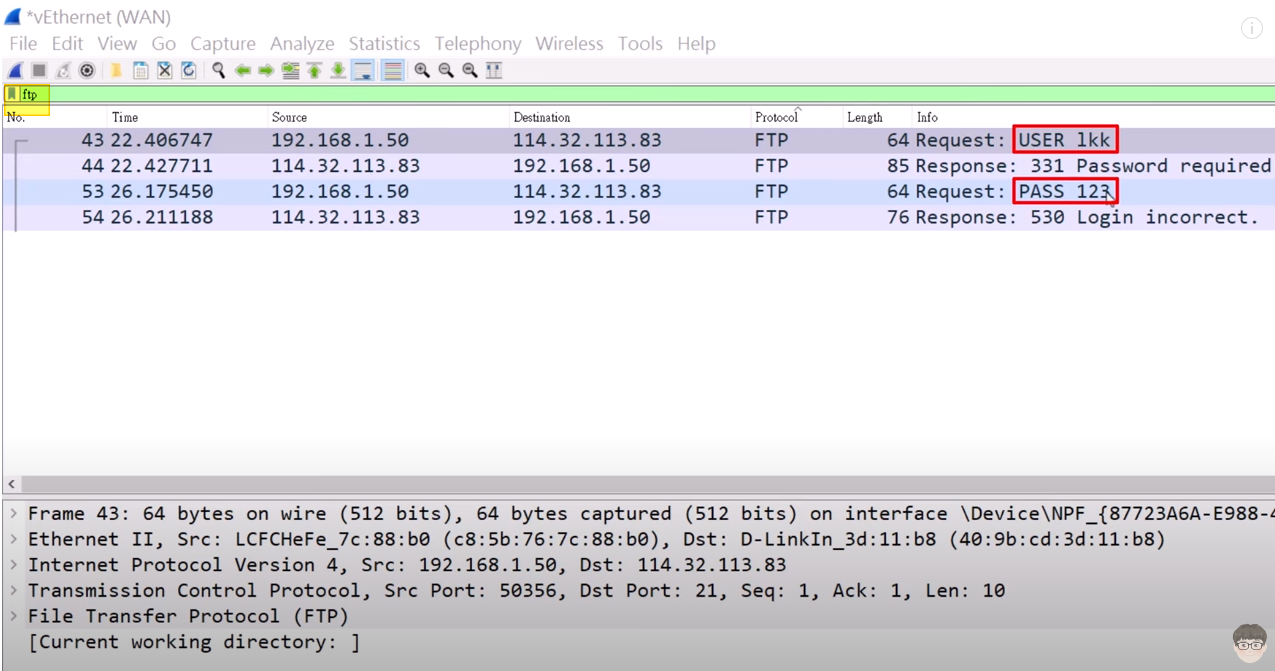 *vEthernet (WAN)
File Edit View Go Capture Analyze Statistics Telephony Wireless Tools Help
ftp
No. Time Source Destination Protocol Length Info
43 22.406747 192.168.1.50 114.32.113.83 FTP 64 Request: USER lkk
44 22.427711 114.32.113.83 192.168.1.50 FTP 85 Response: 331 Password required
53 26.175450 192.168.1.50 114.32.113.83 FTP 64 Request: PASS 123
54 26.211188 114.32.113.83 192.168.1.50 FTP 76 Response: 530 Login incorrect.
Frame 43: 64 bytes on wire (512 bits), 64 bytes captured (512 bits) on interface \Device\NPF_{87723A6A-E988-4
Ethernet II, Src: LCFCHeFe_7c:88:b0 (c8:5b:76:7c:88:b0), Dst: D-LinkIn_3d:11:b8 (40:9b:cd:3d:11:b8)
Internet Protocol Version 4, Src: 192.168.1.50, Dst: 114.32.113.83
Transmission Control Protocol, Src Port: 50356, Dst Port: 21, Seq: 1, Ack: 1, Len: 10
File Transfer Protocol (FTP)
[Current working directory: ]